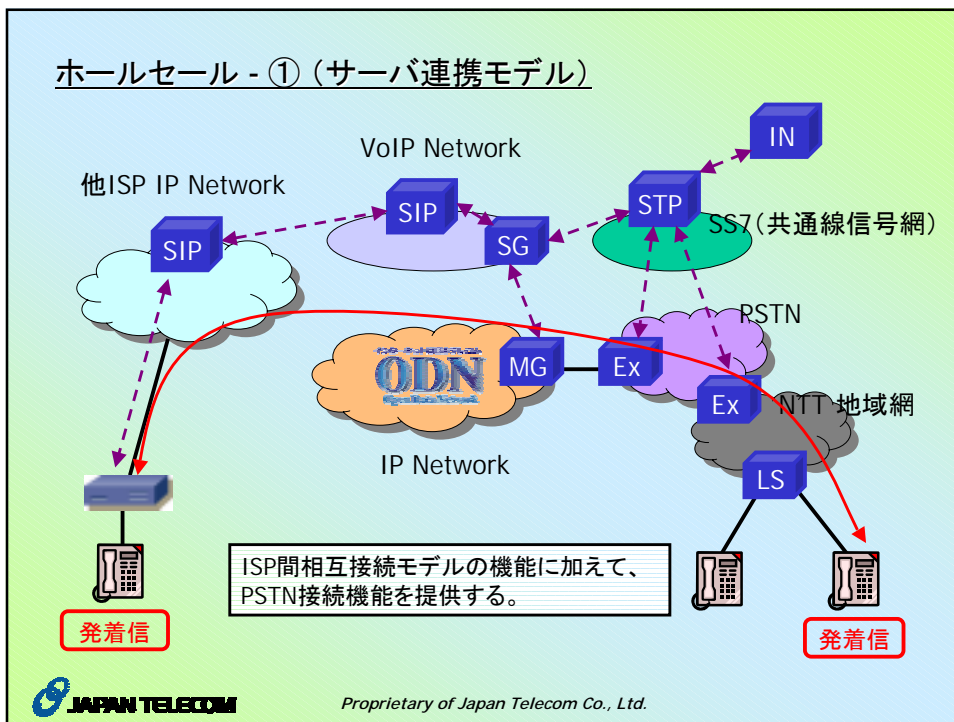 ホールセール - ① (サーバ連携モデル)
IN
VoIP Network
他ISP IP Network
SIP
STP
SS7(共通線信号網)
SIP
SG
PSTN
ODN
MG
Ex
Ex
NTT 地域網
IP Network
LS
ISP間相互接続モデルの機能に加えて、
PSTN接続機能を提供する。
発着信
発着信
JAPAN TELECOM
Proprietary of Japan Telecom Co., Ltd.